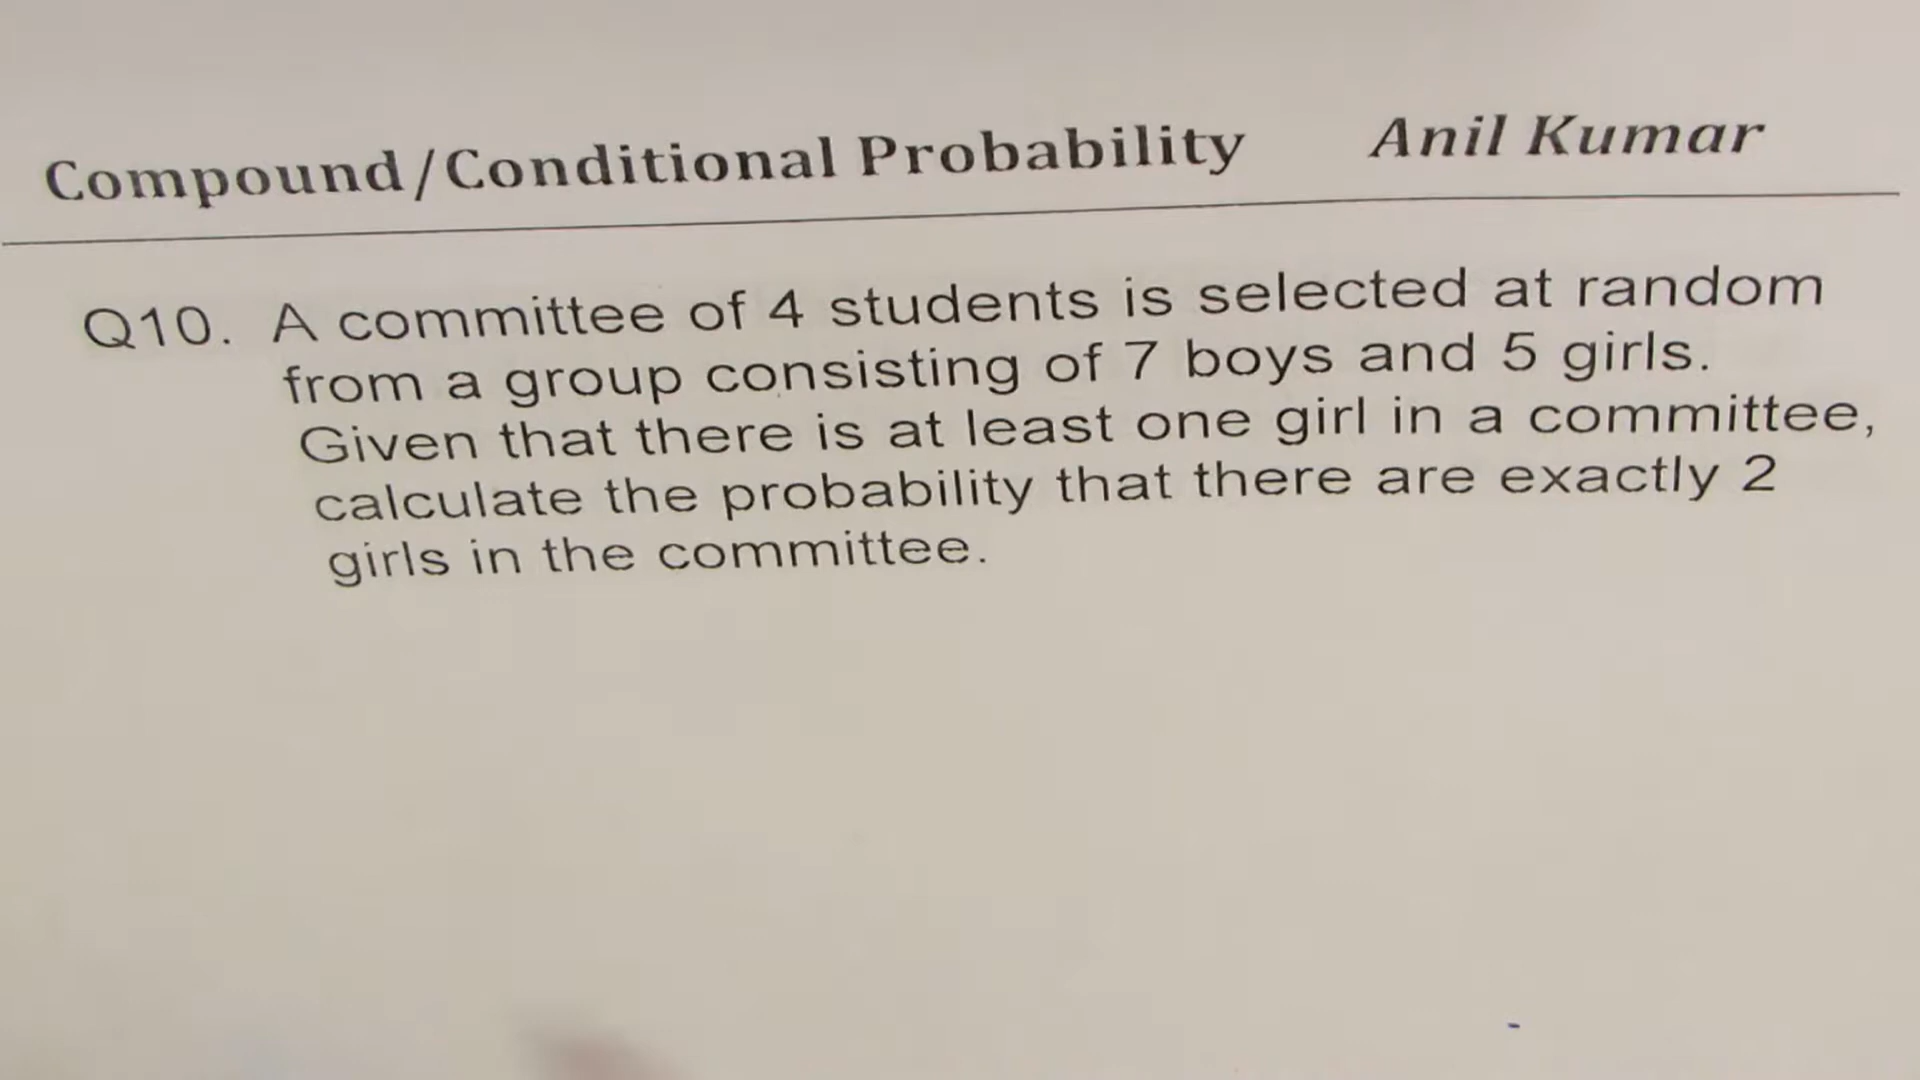 Compound/Conditional Probability Anil Kumar
Q10. A committee of 4 students is selected at random
from a group consisting of 7 boys and 5 girls.
Given that there is at least one girl in a committee,
calculate the probability that there are exactly 2
girls in the committee.